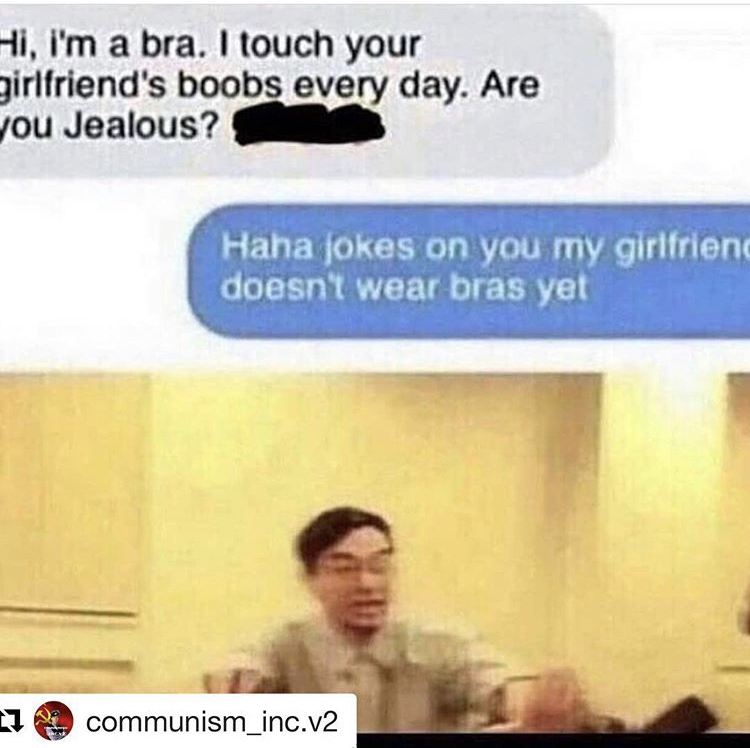 Hi, i'm a bra. I touch your
girlfriend's boobs every day. Are
you Jealous?
Haha jokes on you my girlfriend
doesn't wear bras yet
communism_inc.v2